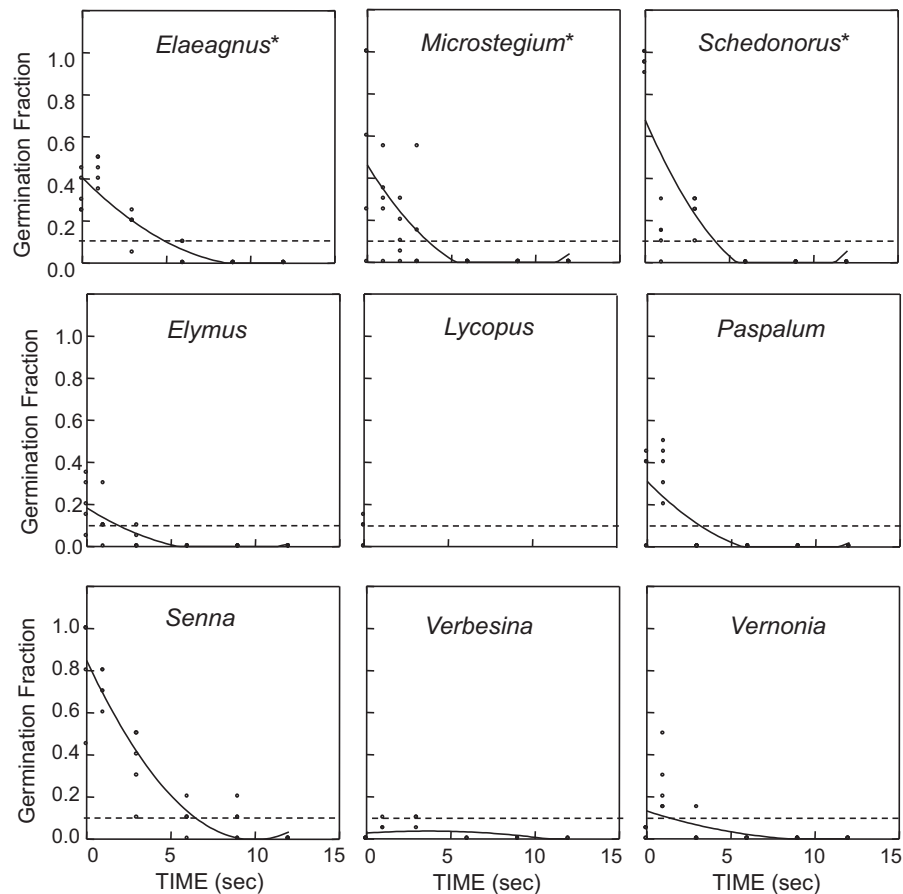 Elaeagnus*
Microstegium*
Schedonorus*
Germination Fraction
1.0
0.8
0.6
0.4
0.2
0.0
Elymus
Lycopus
Paspalum
Germination Fraction
1.0
0.8
0.6
0.4
0.2
0.0
Senna
Verbesina
Vernonia
Germination Fraction
1.0
0.8
0.6
0.4
0.2
0.0
0 5 10 15
0 5 10 15
0 5 10 15
TIME (sec)
TIME (sec)
TIME (sec)